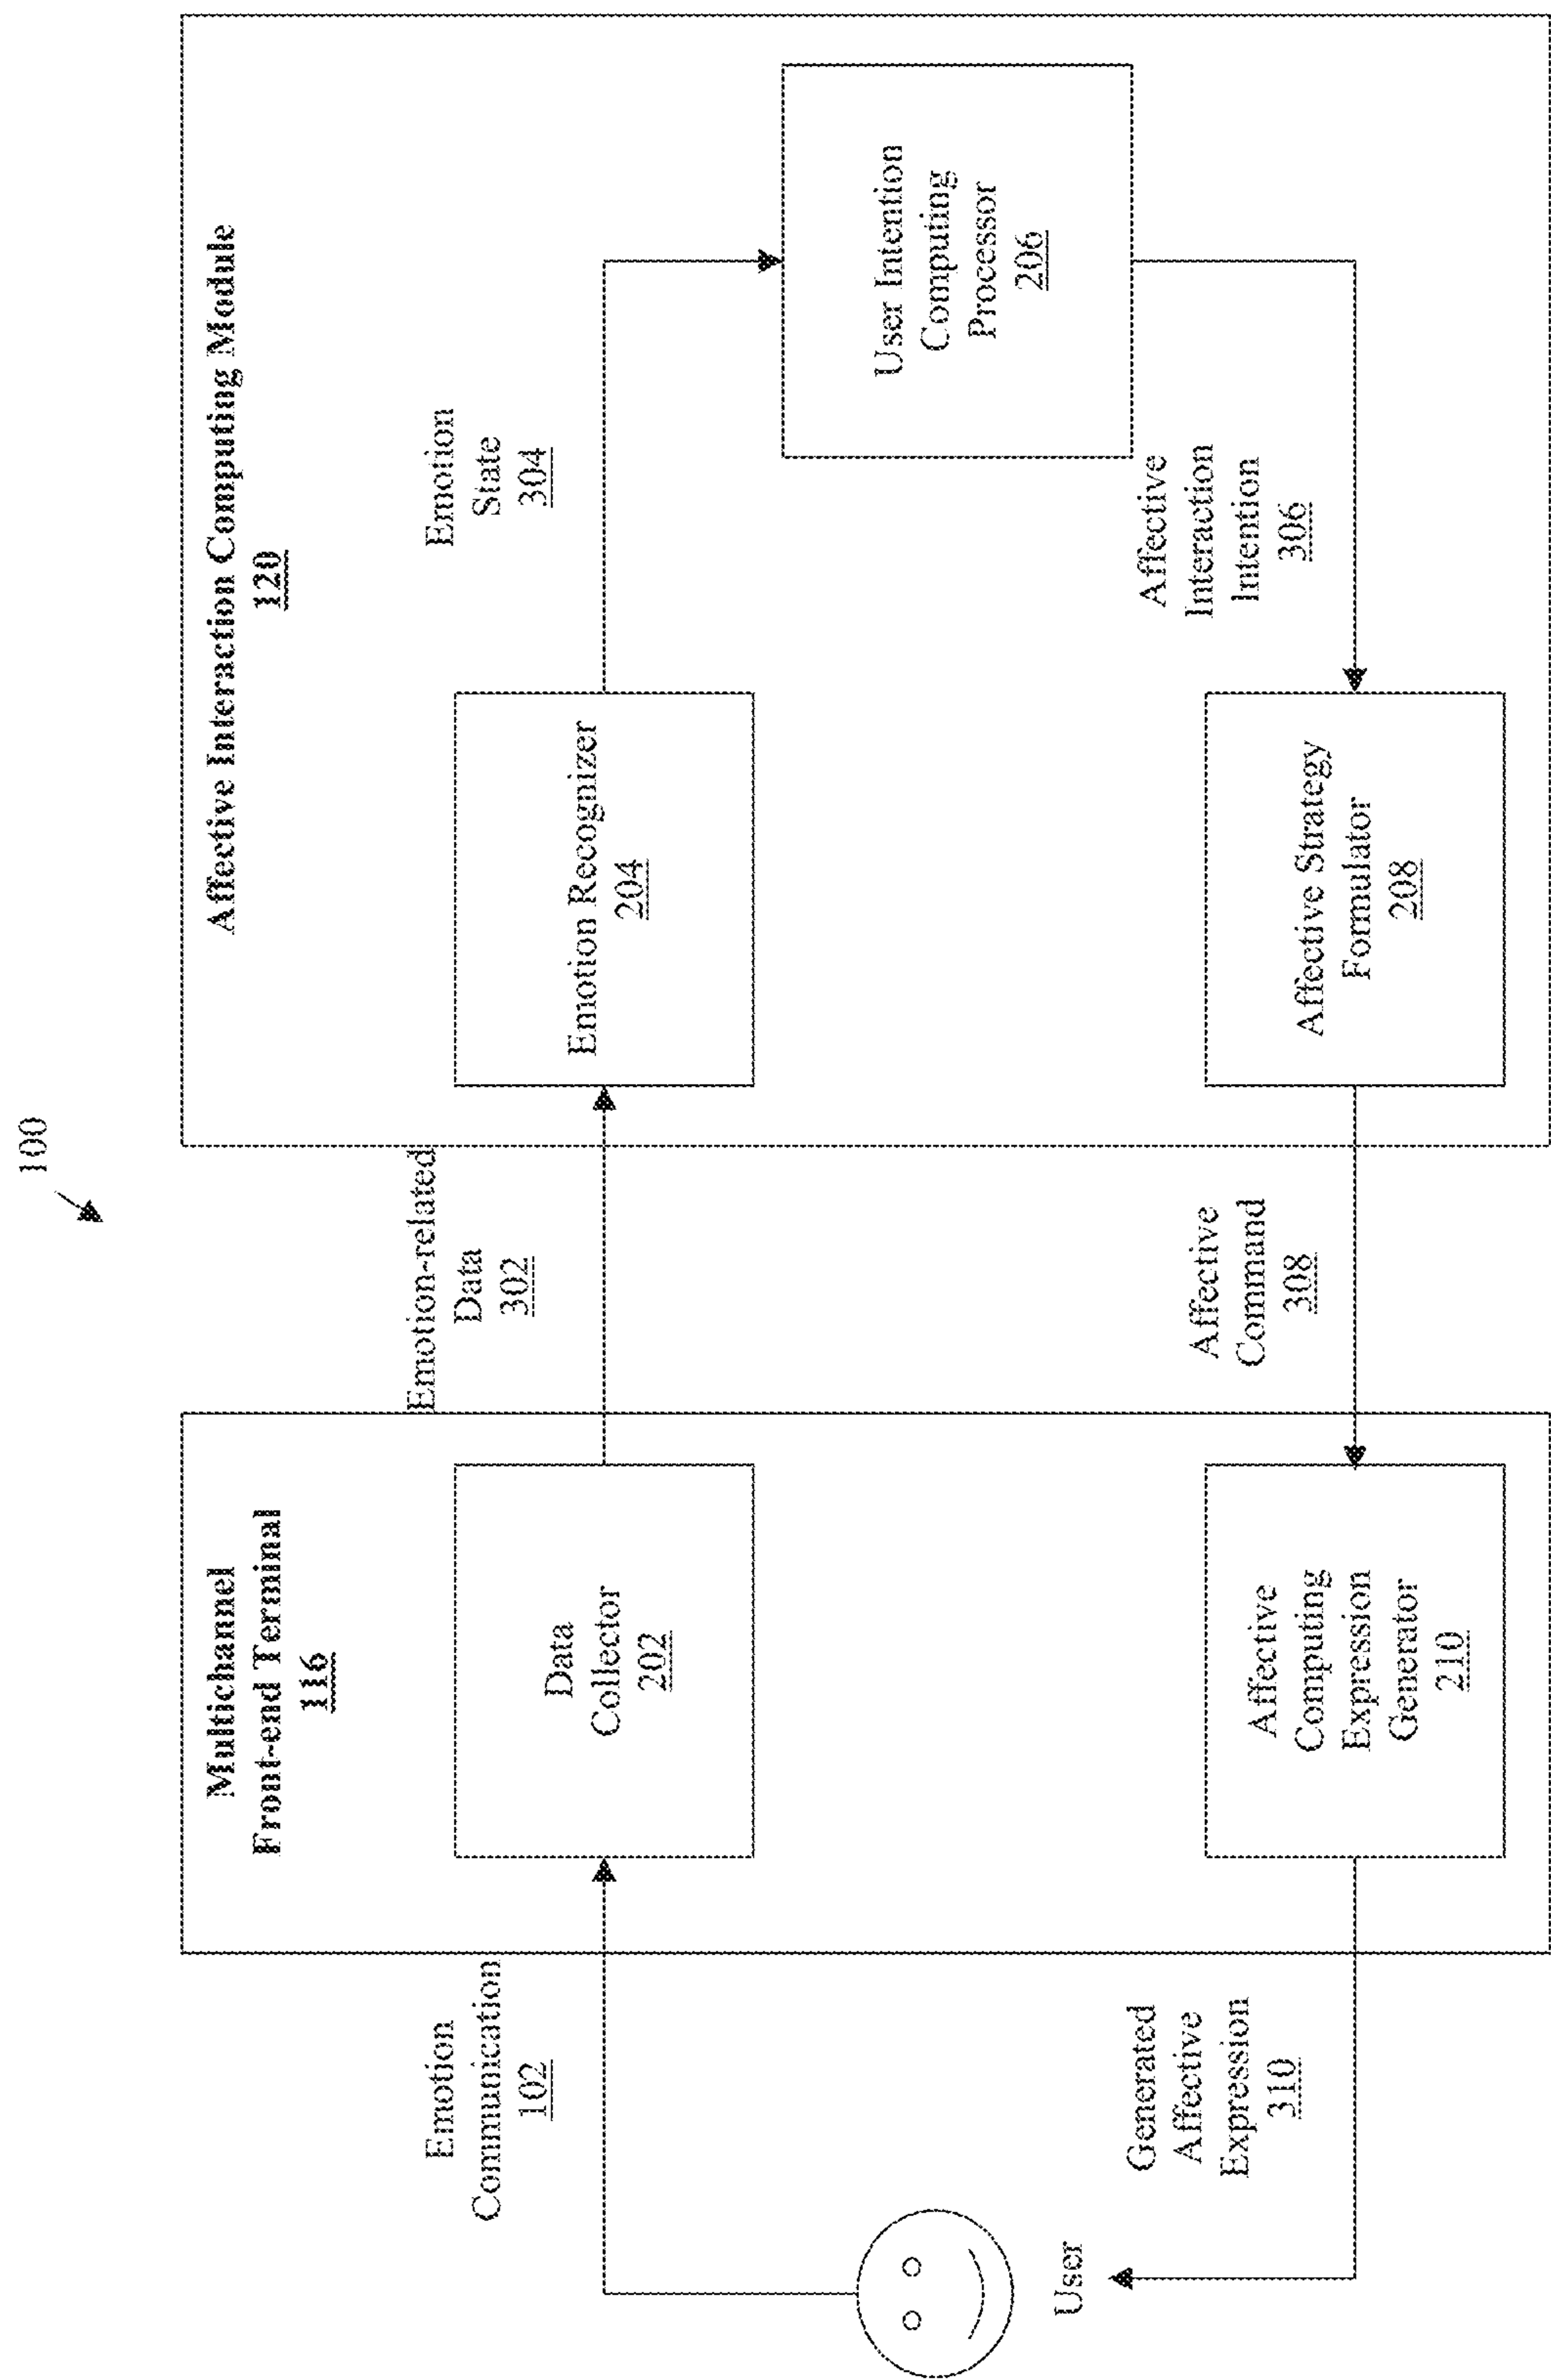 100
Multichannel
Front-end Terminal
116
Affective Interaction Computing Module
120
Emotion
Communication
102
Data
Collector
202
Emotion-related
Data
302
Emotion Recognizer
204
Emotion
State
304
User Intention
Computing
Processor
206
Affective
Interaction
Intention
306
Affective Strategy
Formulator
208
Affective
Command
308
Affective
Computing
Expression
Generator
210
Generated
Affective
Expression
310
User